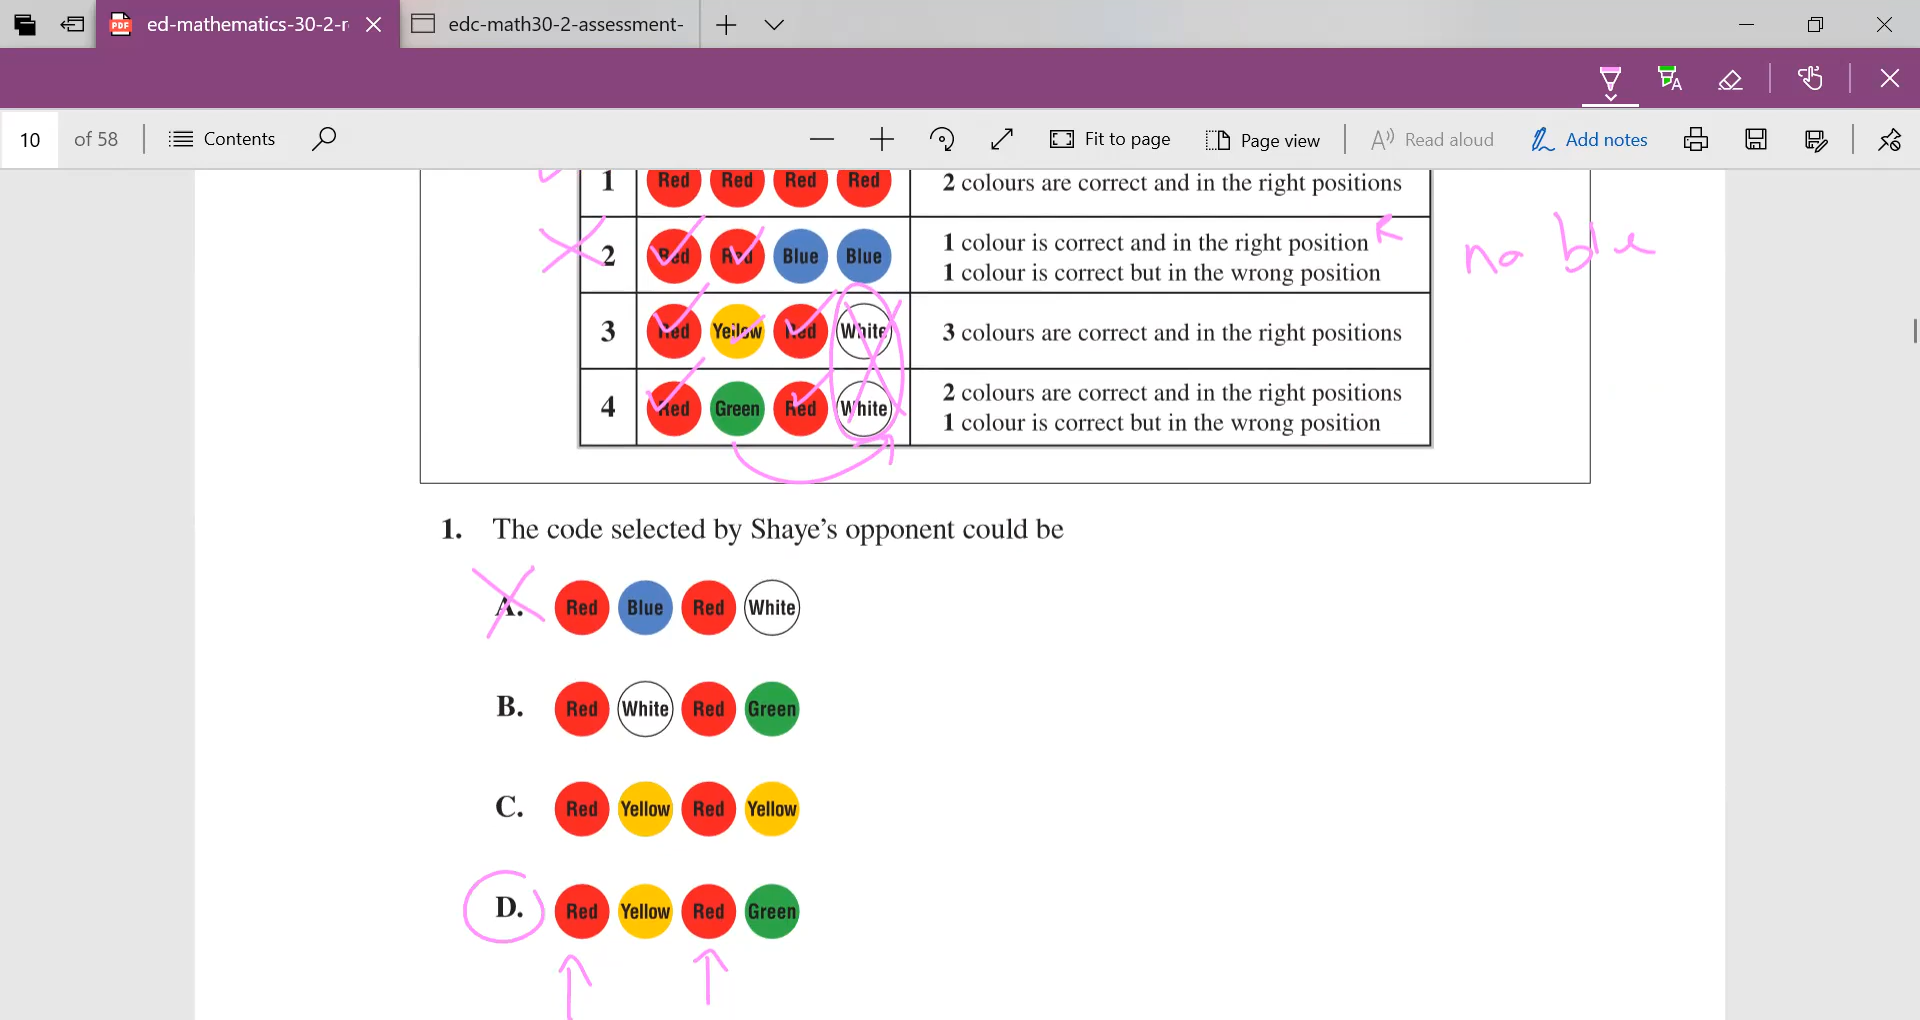 ed-mathematics-30-2-r
edc-math30-2-assessment-
10 of 58 Contents Fit to page Page view Read aloud Add notes
1 Red Red Red Red 2 colours are correct and in the right positions
2 Red Red Blue Blue 1 colour is correct and in the right position
1 colour is correct but in the wrong position
no blue
3 Red Yellow Red White 3 colours are correct and in the right positions
4 Red Green Red White 2 colours are correct and in the right positions
1 colour is correct but in the wrong position
1. The code selected by Shaye's opponent could be
A. Red Blue Red White
B. Red White Red Green
C. Red Yellow Red Yellow
D. Red Yellow Red Green